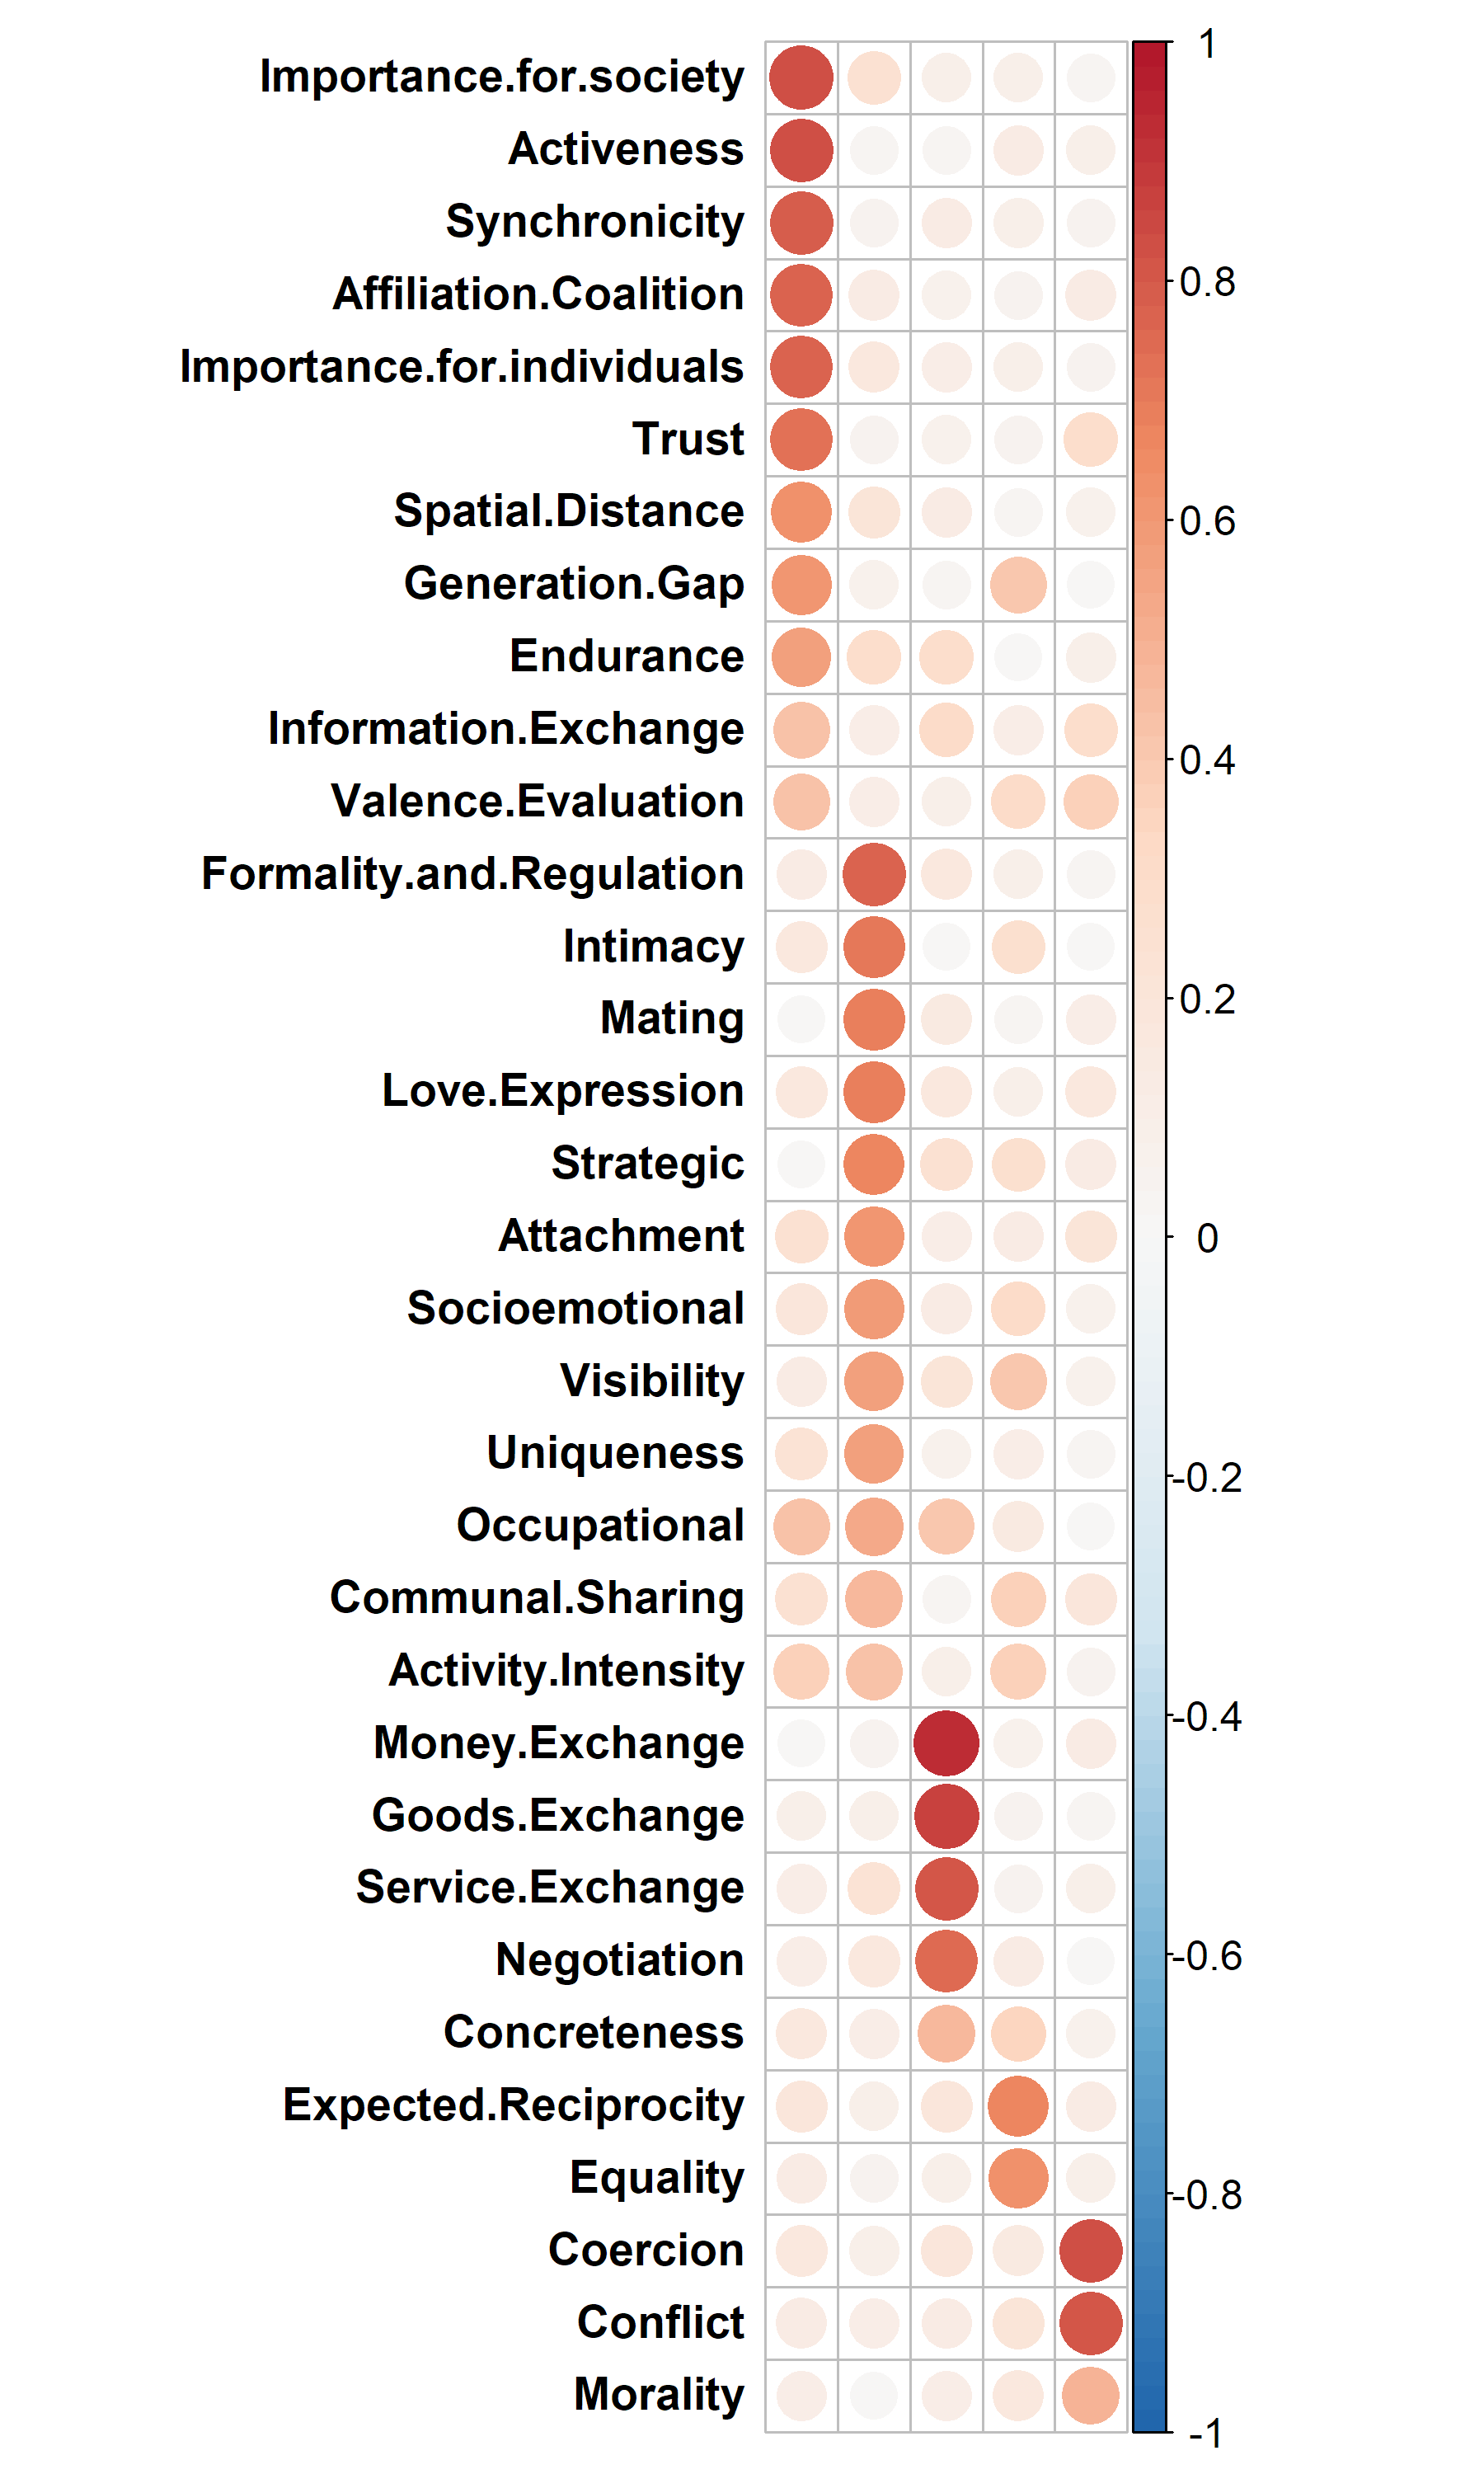 Importance.for.society
Activeness
Synchronicity
Affiliation.Coalition
Importance.for.individuals
Trust
Spatial.Distance
Generation.Gap
Endurance
Information.Exchange
Valence.Evaluation
Formality.and.Regulation
Intimacy
Mating
Love.Expression
Strategic
Attachment
Socioemotional
Visibility
Uniqueness
Occupational
Communal.Sharing
Activity.Intensity
Money.Exchange
Goods.Exchange
Service.Exchange
Negotiation
Concreteness
Expected.Reciprocity
Equality
Coercion
Conflict
Morality
1
0.8
0.6
0.4
0.2
0
-0.2
-0.4
-0.6
-0.8
-1